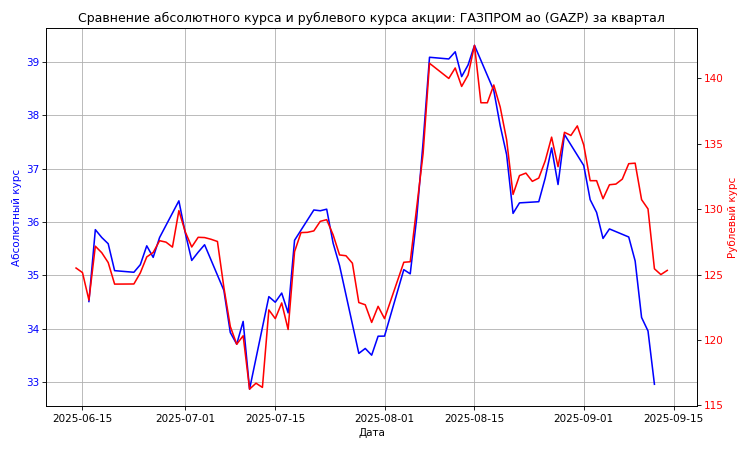 Сравнение абсолютного курса и рублевого курса акции: ГАЗПРОМ ао (GAZP) за квартал
39
38
37
36
35
34
33
Абсолютный курс
140
135
130
125
120
115
Рублевый курс
2025-06-15 2025-07-01 2025-07-15 2025-08-01 2025-08-15 2025-09-01 2025-09-15
Дата